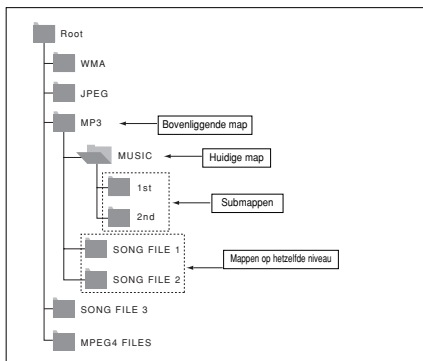 Root
WMA
JPEG
MP3
Bovenliggende map
MUSIC
Huidige map
1st
Submappen
2nd
SONG FILE 1
Mappen op hetzelfde niveau
SONG FILE 2
SONG FILE 3
MPEG4 FILES